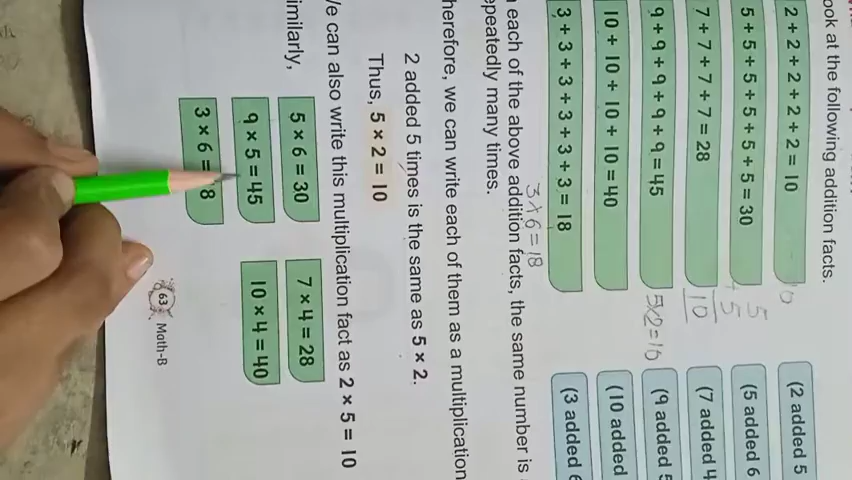 ook at the following addition facts.
2 + 2 + 2 + 2 + 2 = 10 (2 added 5
5 + 5 + 5 + 5 + 5 + 5 = 30 (5 added 6
5
+ 5
10
7 + 7 + 7 + 7 = 28 (7 added 4
9 + 9 + 9 + 9 + 9 = 45 (9 added 5
5×2=10
10 + 10 + 10 + 10 = 40 (10 added
3 + 3 + 3 + 3 + 3 + 3 = 18 (3 added 6
3×6=18
each of the above addition facts, the same number is
epeatedly many times.
herefore, we can write each of them as a multiplication
2 added 5 times is the same as 5 × 2.
Thus, 5 × 2 = 10
e can also write this multiplication fact as 2 × 5 = 10
imilarly,
5 × 6 = 30 7 × 4 = 28
9 × 5 = 45 10 × 4 = 40
3 × 6 = 8
63 Math-B